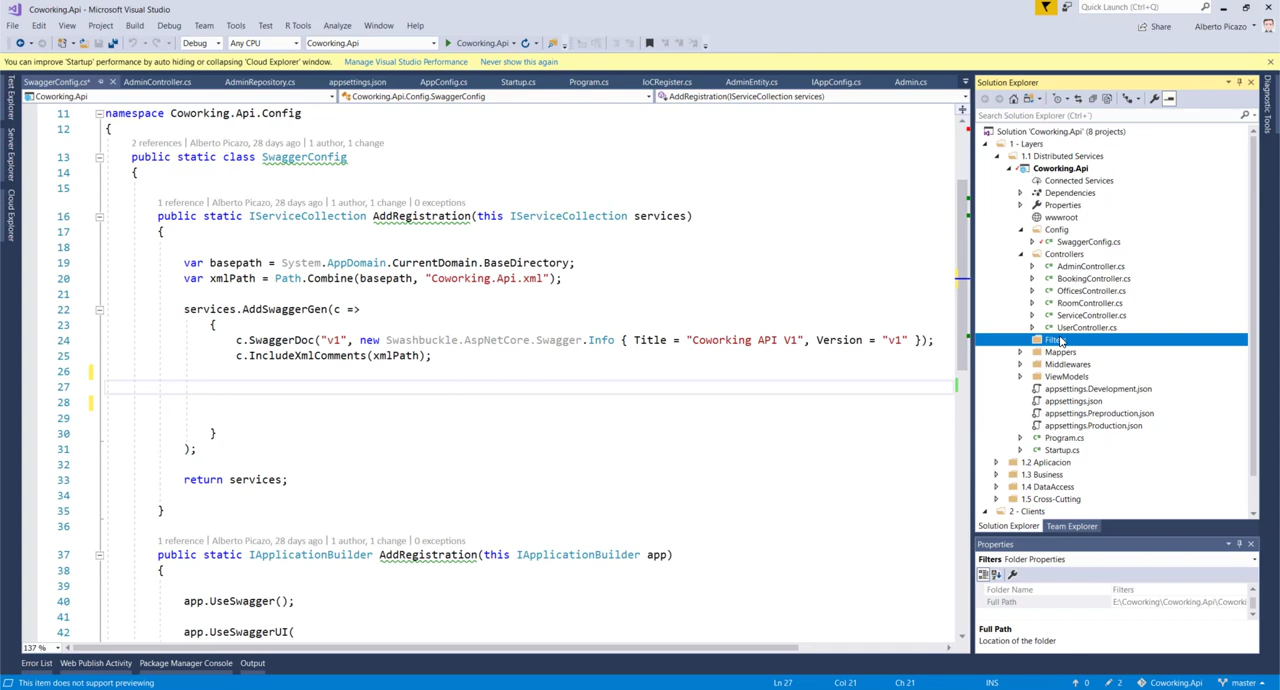 Coworking.Api - Microsoft Visual Studio
Quick Launch (Ctrl+Q)
File Edit View Project Build Debug Team Tools Test R Tools Analyze Window Help
Share Alberto Picazo
Debug Any CPU Coworking.Api Coworking.Api
You can improve 'Startup' performance by auto hiding or collapsing 'Cloud Explorer' window. Manage Visual Studio Performance Never show this again
SwaggerConfig.cs* AdminController.cs AdminRepository.cs appsettings.json AppConfig.cs Startup.cs Program.cs IoCRegister.cs AdminEntity.cs IAppConfig.cs Admin.cs
Coworking.Api Coworking.Api.Config.SwaggerConfig AddRegistration(IServiceCollection services)
Test Explorer
Server Explorer
Cloud Explorer
11 namespace Coworking.Api.Config
12 {
2 references | Alberto Picazo, 28 days ago | 1 author, 1 change
13 public static class SwaggerConfig
14 {
15
1 reference | Alberto Picazo, 28 days ago | 1 author, 1 change | 0 exceptions
16 public static IServiceCollection AddRegistration(this IServiceCollection services)
17 {
18
19 var basepath = System.AppDomain.CurrentDomain.BaseDirectory;
20 var xmlPath = Path.Combine(basepath, "Coworking.Api.xml");
21
22 services.AddSwaggerGen(c =>
23 {
24 c.SwaggerDoc("v1", new Swashbuckle.AspNetCore.Swagger.Info { Title = "Coworking API V1", Version = "v1" });
25 c.IncludeXmlComments(xmlPath);
26
27
28
29
30 }
31 );
32
33 return services;
34
35 }
36
1 reference | Alberto Picazo, 28 days ago | 1 author, 1 change | 0 exceptions
37 public static IApplicationBuilder AddRegistration(this IApplicationBuilder app)
38 {
39
40 app.UseSwagger();
41
42 app.UseSwaggerUI(
137 %
Solution Explorer
Search Solution Explorer (Ctrl+')
Solution 'Coworking.Api' (8 projects)
1 - Layers
1.1 Distributed Services
Coworking.Api
Connected Services
Dependencies
Properties
wwwroot
Config
SwaggerConfig.cs
Controllers
AdminController.cs
BookingController.cs
OfficesController.cs
RoomController.cs
ServiceController.cs
UserController.cs
Filters
Mappers
Middlewares
ViewModels
appsettings.Development.json
appsettings.json
appsettings.Preproduction.json
appsettings.Production.json
Program.cs
Startup.cs
1.2 Aplicacion
1.3 Business
1.4 DataAccess
1.5 Cross-Cutting
2 - Clients
Solution Explorer Team Explorer
Properties
Filters Folder Properties
Folder Name Filters
Full Path E:\Coworking\Coworking.Api\Coworki
Full Path
Location of the folder
Diagnostic Tools
Error List Web Publish Activity Package Manager Console Output
This item does not support previewing Ln 27 Col 21 Ch 21 INS 0 2 Coworking.Api master